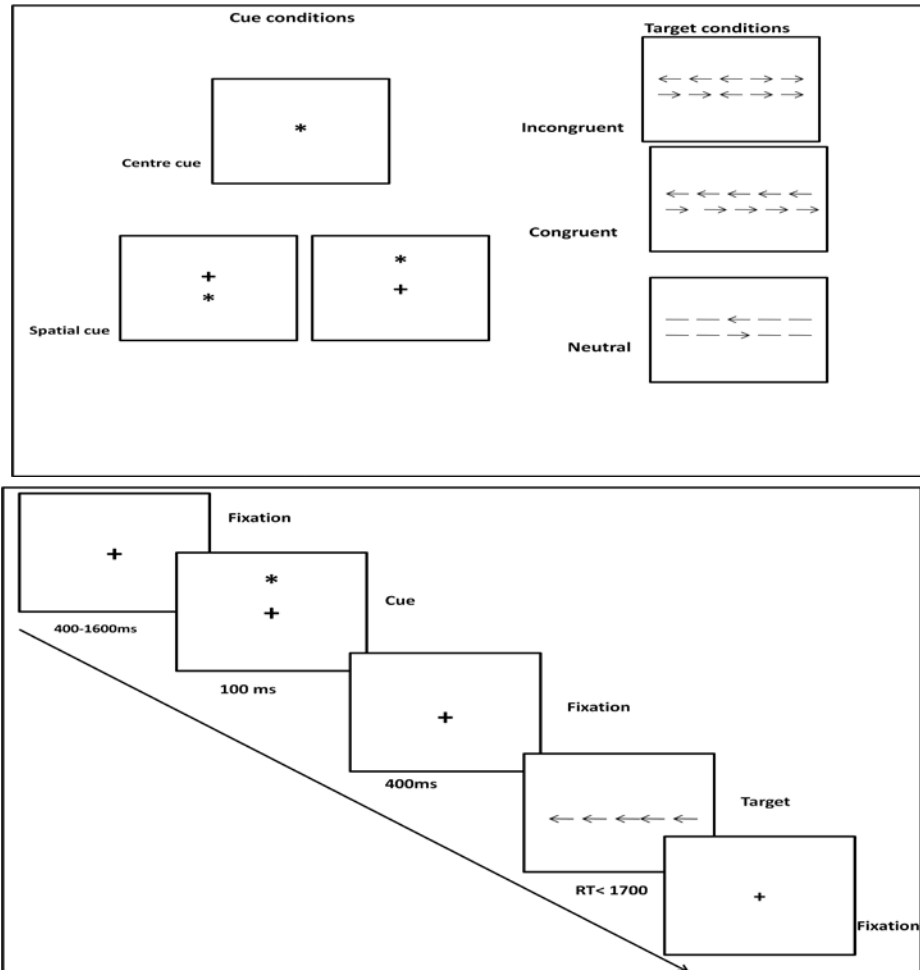 Cue conditions
Target conditions
*
← ← ← → →
→ → ← → →
Incongruent
Centre cue
← ← ← ← ←
→ → → → →
Congruent
+
*
*
+
Spatial cue
— — ← — —
— — → — —
Neutral
+
Fixation
400-1600ms
*
+
Cue
100 ms
+
Fixation
400ms
← ← ← ← ←
Target
RT< 1700
+
Fixation